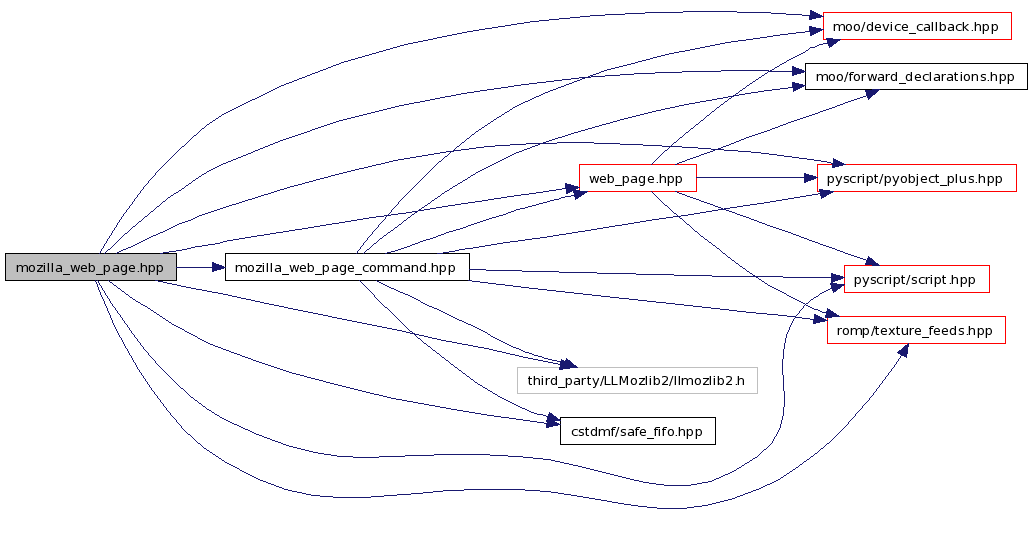 moo/device_callback.hpp
moo/forward_declarations.hpp
web_page.hpp
pyscript/pyobject_plus.hpp
mozilla_web_page.hpp
mozilla_web_page_command.hpp
pyscript/script.hpp
romp/texture_feeds.hpp
third_party/LLMozlib2/llmozlib2.h
cstdmf/safe_fifo.hpp